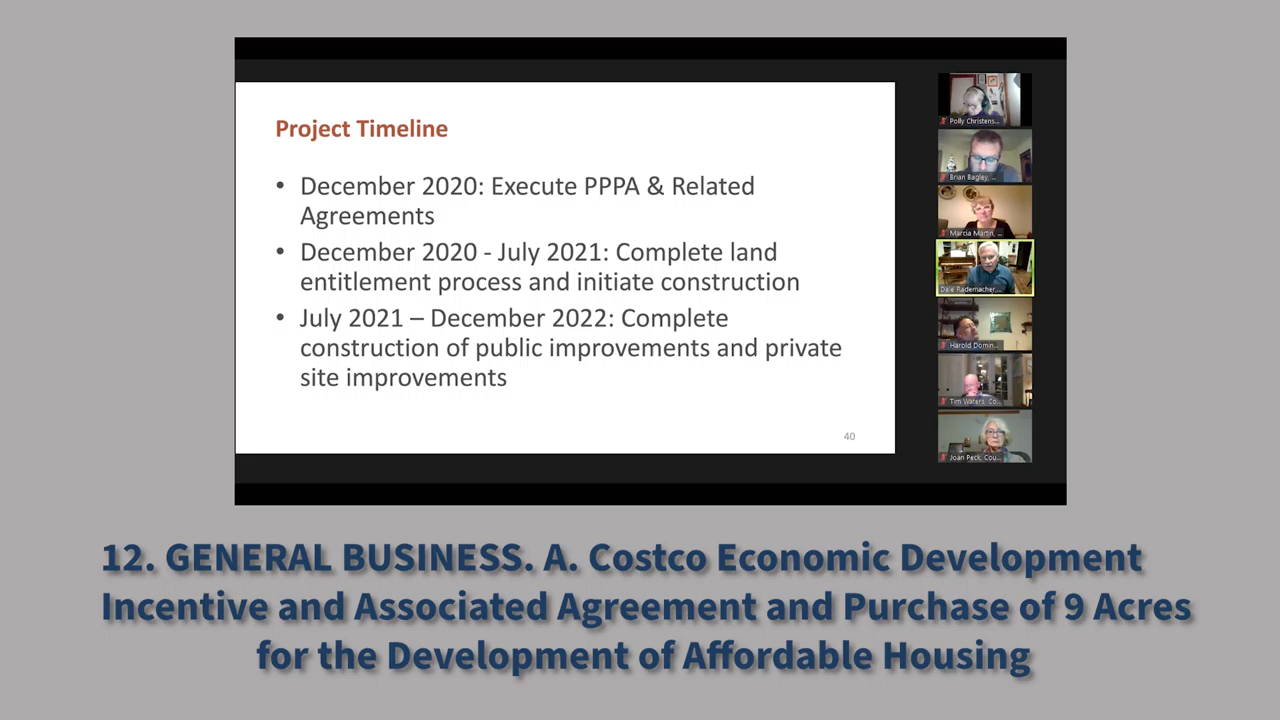 Project Timeline
• December 2020: Execute PPPA & Related
Agreements
• December 2020 - July 2021: Complete land
entitlement process and initiate construction
• July 2021 – December 2022: Complete
construction of public improvements and private
site improvements
40
Polly Christens...
Brian Bagley, ...
Marcia Martin, ...
Dale Rademacher,...
Harold Domin...
Tim Waters, Co...
Joan Peck, Cou...
12. GENERAL BUSINESS. A. Costco Economic Development
Incentive and Associated Agreement and Purchase of 9 Acres
for the Development of Affordable Housing